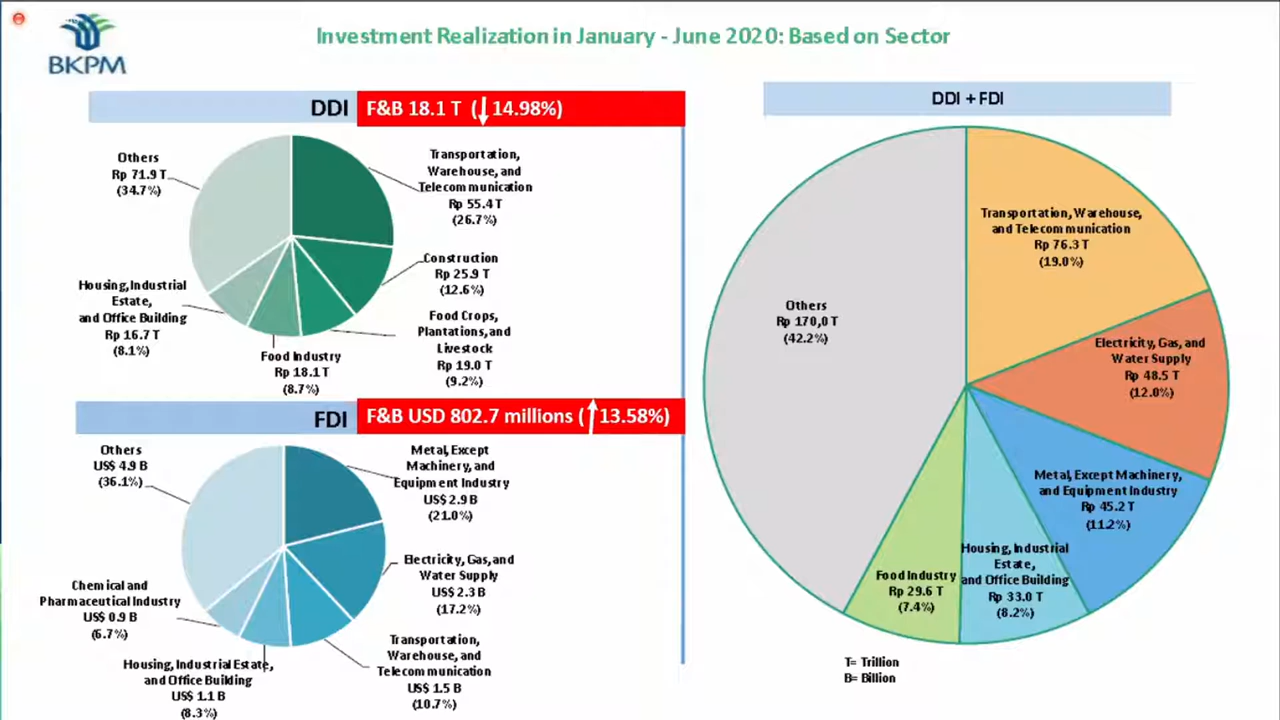 BKPM
Investment Realization in January - June 2020: Based on Sector
DDI
F&B 18.1 T (↓14.98%)
Others
Rp 71.9 T
(34.7%)
Transportation,
Warehouse, and
Telecommunication
Rp 55.4 T
(26.7%)
Construction
Rp 25.9 T
(12.6%)
Food Crops,
Plantations, and
Livestock
Rp 19.0 T
(9.2%)
Food Industry
Rp 18.1 T
(8.7%)
Housing, Industrial
Estate,
and Office Building
Rp 16.7 T
(8.1%)
FDI
F&B USD 802.7 millions (↑13.58%)
Others
US$ 4.9 B
(36.1%)
Metal, Except
Machinery, and
Equipment Industry
US$ 2.9 B
(21.0%)
Electricity, Gas, and
Water Supply
US$ 2.3 B
(17.2%)
Transportation,
Warehouse, and
Telecommunication
US$ 1.5 B
(10.7%)
Housing, Industrial Estate,
and Office Building
US$ 1.1 B
(8.3%)
Chemical and
Pharmaceutical Industry
US$ 0.9 B
(6.7%)
DDI + FDI
Transportation, Warehouse,
and Telecommunication
Rp 76.3 T
(19.0%)
Electricity, Gas, and
Water Supply
Rp 48.5 T
(12.0%)
Metal, Except Machinery,
and Equipment Industry
Rp 45.2 T
(11.2%)
Housing, Industrial
Estate,
and Office Building
Rp 33.0 T
(8.2%)
Food Industry
Rp 29.6 T
(7.4%)
Others
Rp 170,0 T
(42.2%)
T= Trillion
B= Billion